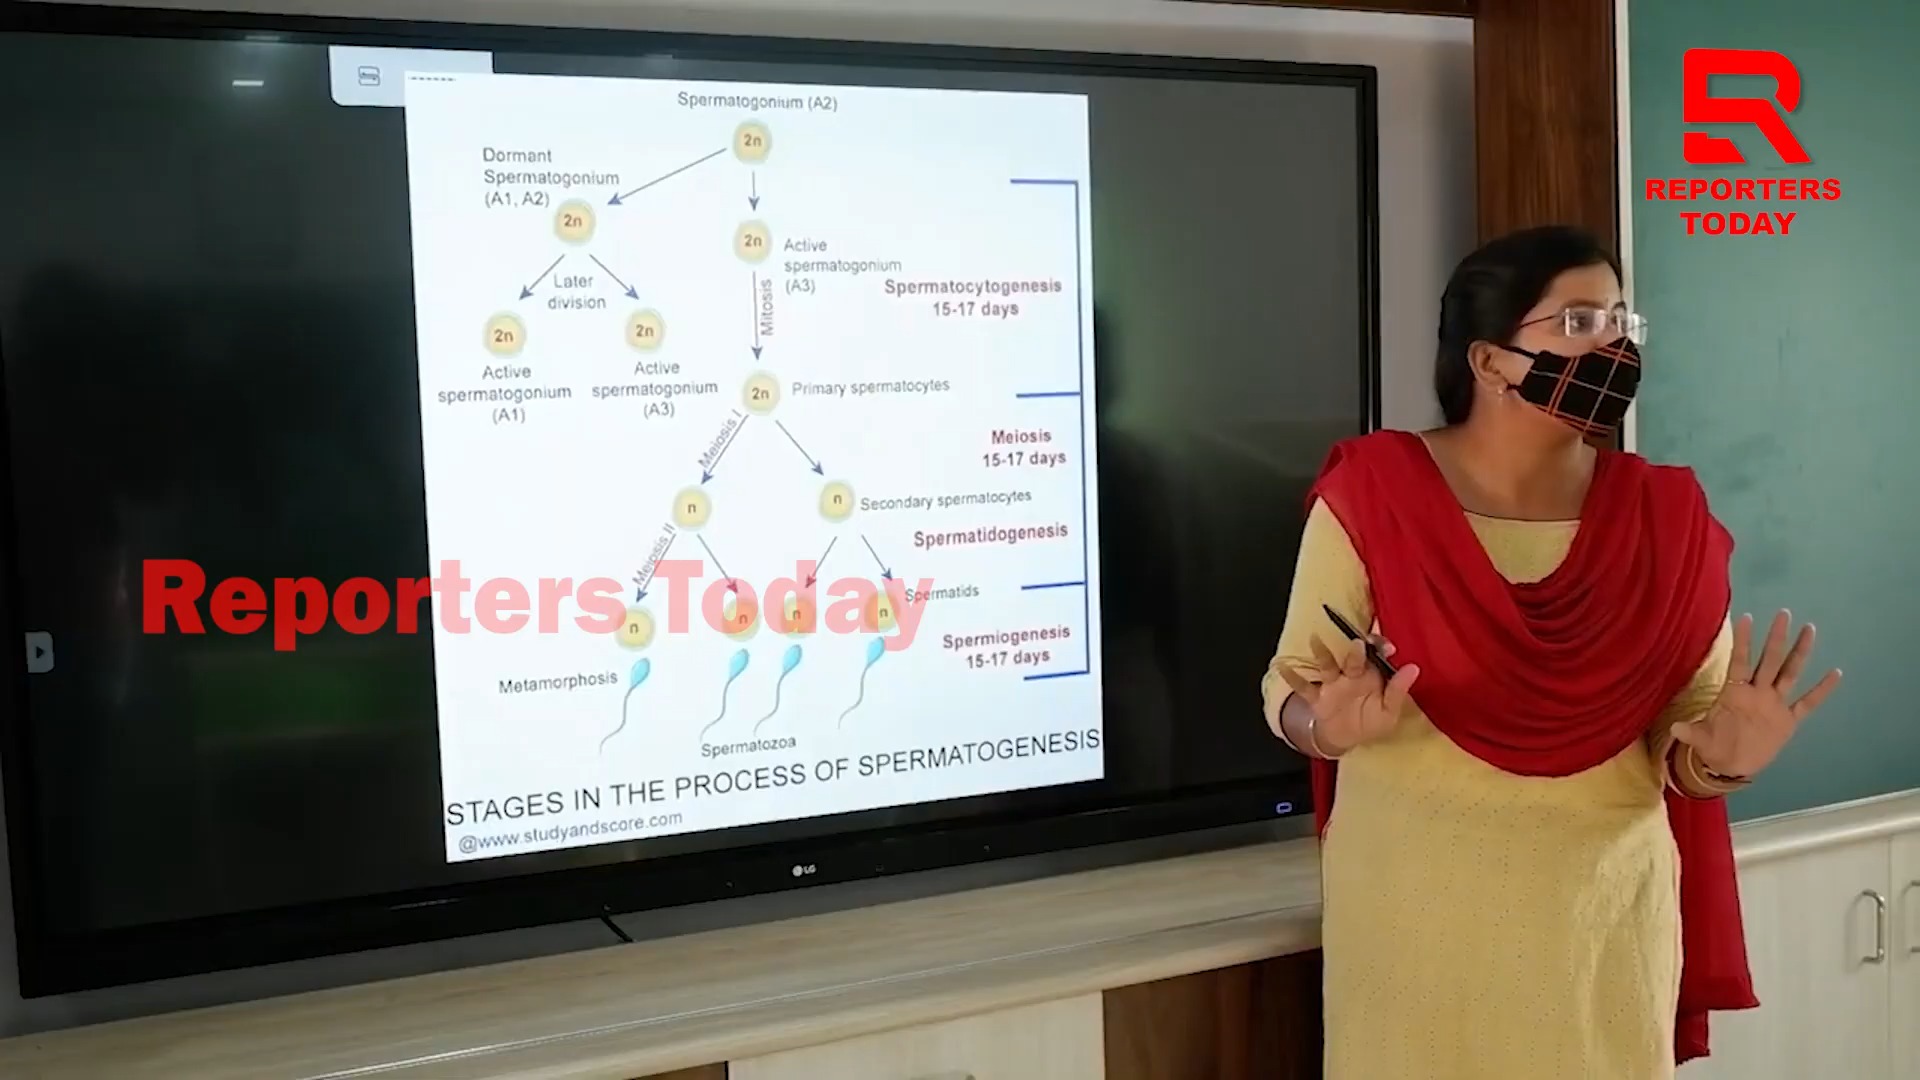 Spermatogonium (A2)
2n
Dormant
Spermatogonium
(A1, A2)
2n
2n
Active
spermatogonium
(A3)
Later
division
Mitosis
Spermatocytogenesis
15-17 days
2n
2n
Active
spermatogonium
(A1)
Active
spermatogonium
(A3)
2n
Primary spermatocytes
Meiosis I
Meiosis
15-17 days
n
n
Secondary spermatocytes
Meiosis II
Spermatidogenesis
n
n
n
n
Spermatids
Spermiogenesis
15-17 days
Metamorphosis
Spermatozoa
STAGES IN THE PROCESS OF SPERMATOGENESIS
@www.studyandscore.com
LG
Reporters Today
R
REPORTERS
TODAY